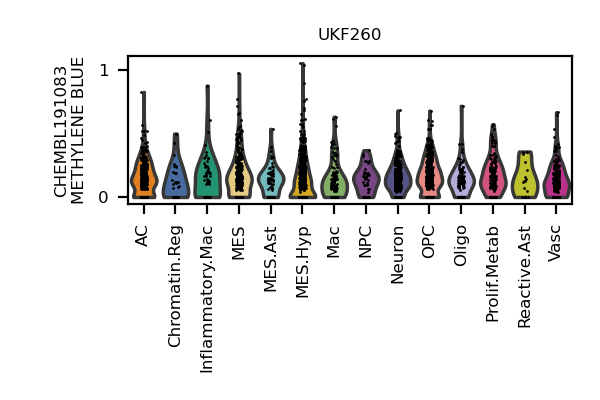 UKF260
CHEMBL191083
METHYLENE BLUE
1
0
AC
Chromatin.Reg
Inflammatory.Mac
MES
MES.Ast
MES.Hyp
Mac
NPC
Neuron
OPC
Oligo
Prolif.Metab
Reactive.Ast
Vasc